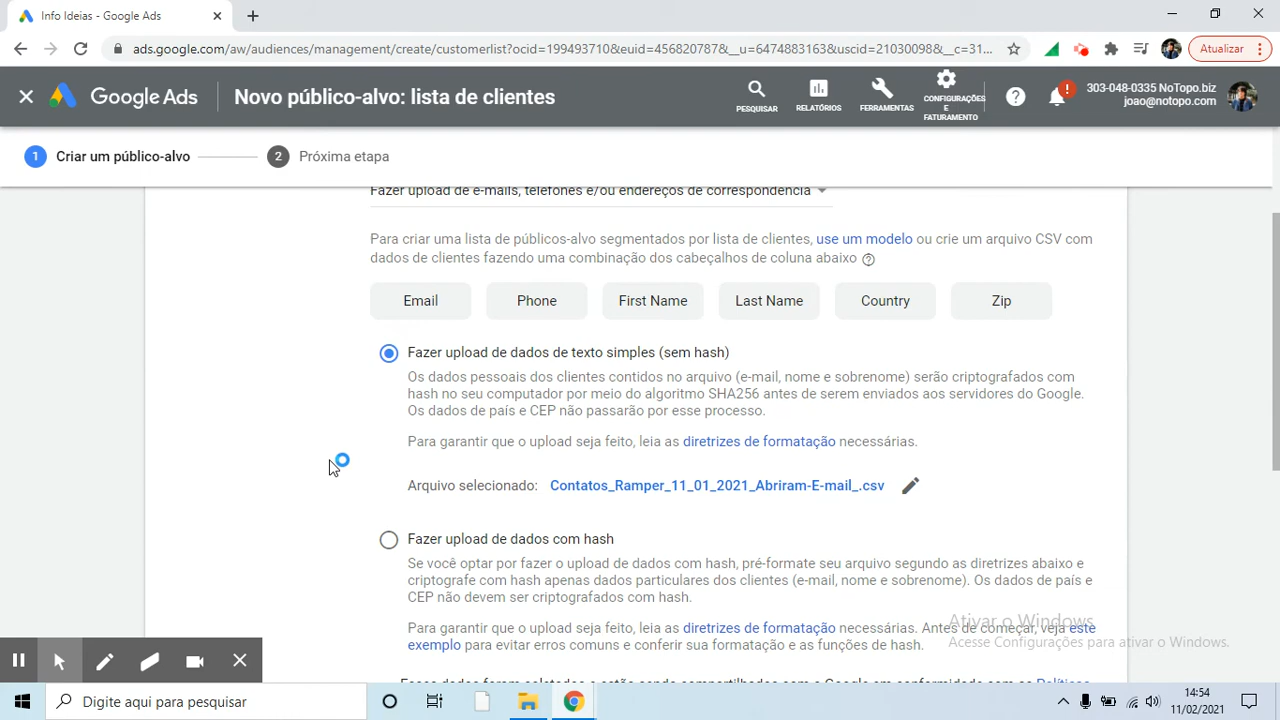 Info Ideias - Google Ads
ads.google.com/aw/audiences/management/create/customerlist?ocid=199493710&euid=456820787&__u=6474883163&uscid=21030098&__c=31...
Atualizar
Google Ads
Novo público-alvo: lista de clientes
PESQUISAR
RELATÓRIOS
FERRAMENTAS
CONFIGURAÇÕES
E
FATURAMENTO
!
303-048-0335 NoTopo.biz
joao@notopo.com
1 Criar um público-alvo
2 Próxima etapa
Fazer upload de e-mails, telefones e/ou endereços de correspondência
Para criar uma lista de públicos-alvo segmentados por lista de clientes, use um modelo ou crie um arquivo CSV com
dados de clientes fazendo uma combinação dos cabeçalhos de coluna abaixo ?
Email Phone First Name Last Name Country Zip
Fazer upload de dados de texto simples (sem hash)
Os dados pessoais dos clientes contidos no arquivo (e-mail, nome e sobrenome) serão criptografados com
hash no seu computador por meio do algoritmo SHA256 antes de serem enviados aos servidores do Google.
Os dados de país e CEP não passarão por esse processo.
Para garantir que o upload seja feito, leia as diretrizes de formatação necessárias.
Arquivo selecionado: Contatos_Ramper_11_01_2021_Abriram-E-mail_.csv
Fazer upload de dados com hash
Se você optar por fazer o upload de dados com hash, pré-formate seu arquivo segundo as diretrizes abaixo e
criptografe com hash apenas dados particulares dos clientes (e-mail, nome e sobrenome). Os dados de país e
CEP não devem ser criptografados com hash.
Para garantir que o upload seja feito, leia as diretrizes de formatação necessárias. Antes de começar, veja este
exemplo para evitar erros comuns e conferir sua formatação e as funções de hash.
Esses dados foram coletados e estão sendo compartilhados com o Google em conformidade com as Políticas
Ativar o Windows
Acesse Configurações para ativar o Windows.
Digite aqui para pesquisar
14:54
11/02/2021